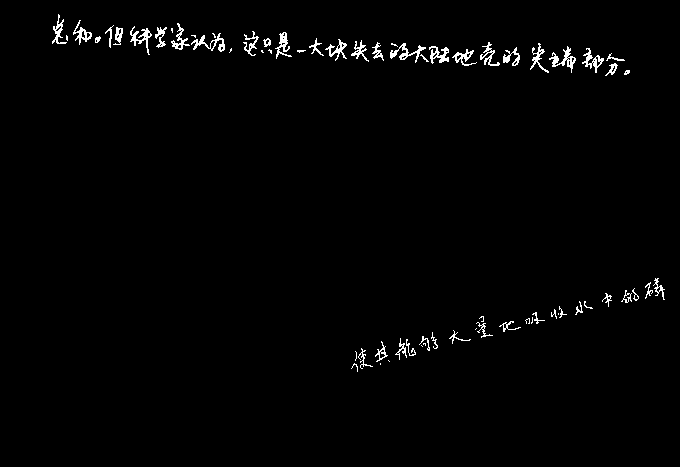 总和。但科学家认为，这只是一大块失去的大陆地壳的尖端部分。
使其能够大量地吸收水中的磷